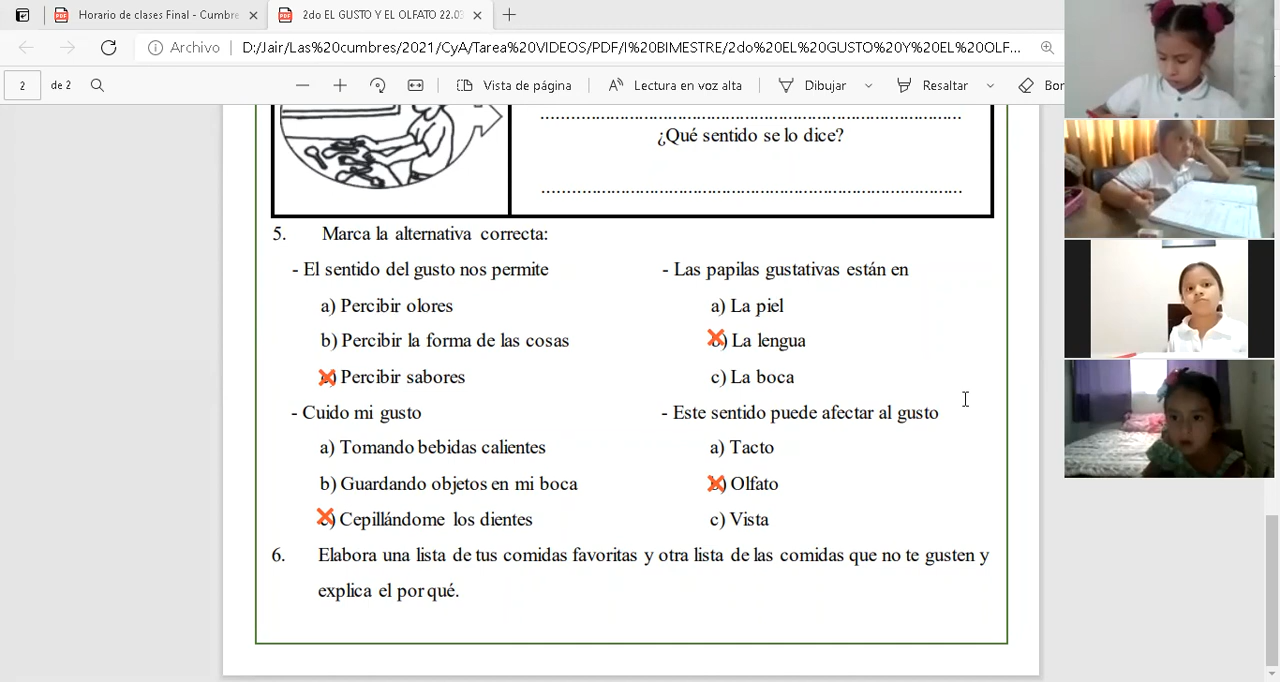 Horario de clases Final - Cumbre
2do EL GUSTO Y EL OLFATO 22.03
Archivo
D:/Jair/Las%20cumbres/2021/CyA/Tarea%20VIDEOS/PDF/I%20BIMESTRE/2do%20EL%20GUSTO%20Y%20EL%20OLF...
2 de 2
Vista de página
Lectura en voz alta
Dibujar
Resaltar
Bor
¿Qué sentido se lo dice?
5. Marca la alternativa correcta:
- El sentido del gusto nos permite
a) Percibir olores
b) Percibir la forma de las cosas
c) Percibir sabores
- Las papilas gustativas están en
a) La piel
b) La lengua
c) La boca
- Cuido mi gusto
a) Tomando bebidas calientes
b) Guardando objetos en mi boca
c) Cepillándome los dientes
- Este sentido puede afectar al gusto
a) Tacto
b) Olfato
c) Vista
6. Elabora una lista de tus comidas favoritas y otra lista de las comidas que no te gusten y
explica el por qué.